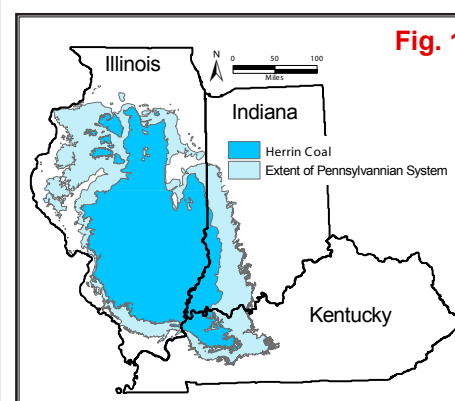 Fig. 1
Illinois
N
0 50 100
Miles
Indiana
Herrin Coal
Extent of Pennsylvannian System
Kentucky